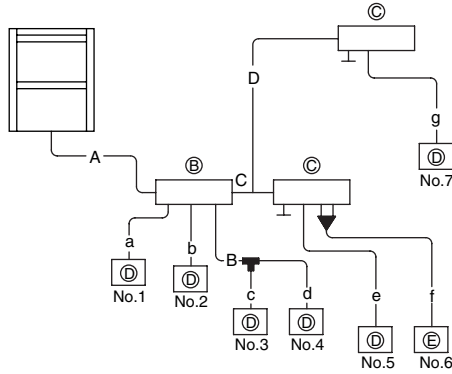 Ⓒ
D
g
Ⓓ
No.7
A
Ⓑ
C
Ⓒ
a
b
B
Ⓓ
No.1
Ⓓ
No.2
c
d
e
f
Ⓓ
No.3
Ⓓ
No.4
Ⓓ
No.5
Ⓔ
No.6